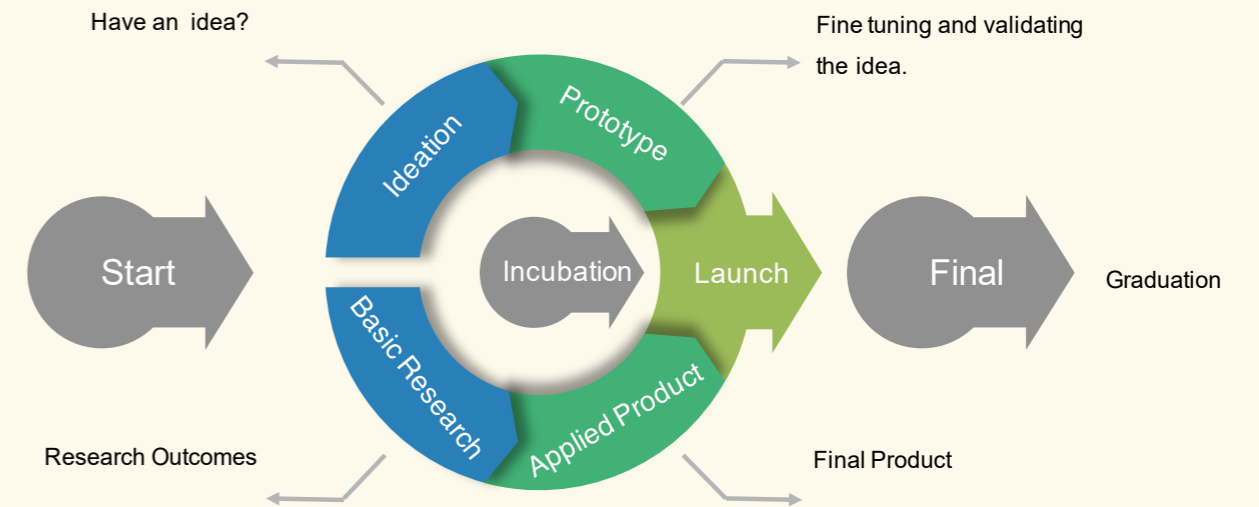 Have an idea?
Fine tuning and validating
the idea.
Ideation
Prototype
Start
Incubation
Launch
Final
Graduation
Basic Research
Applied Product
Research Outcomes
Final Product